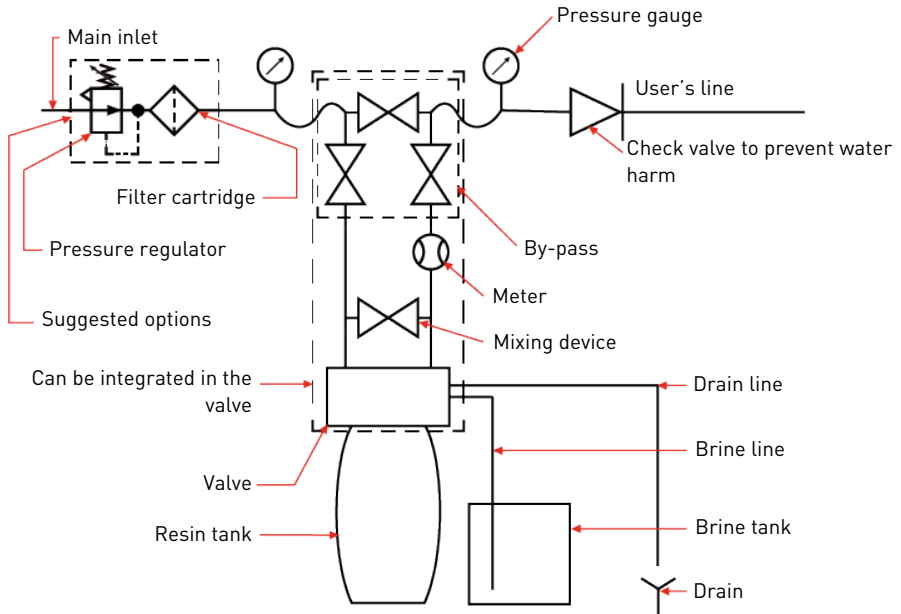 Pressure gauge
Main inlet
User's line
Check valve to prevent water
harm
Filter cartridge
Pressure regulator
By-pass
Meter
Suggested options
Mixing device
Can be integrated in the
valve
Drain line
Brine line
Valve
Resin tank
Brine tank
Drain